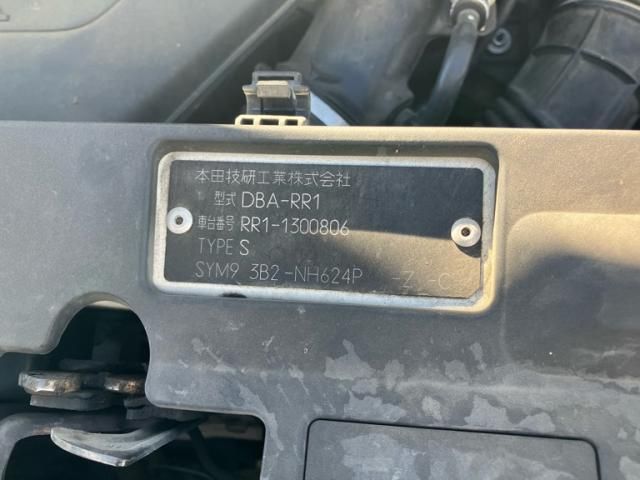 本田技研工業株式会社
型式 DBA-RR1
車台番号 RR1-1300806
TYPE S
SYM9 3B2-NH624P -Z -C